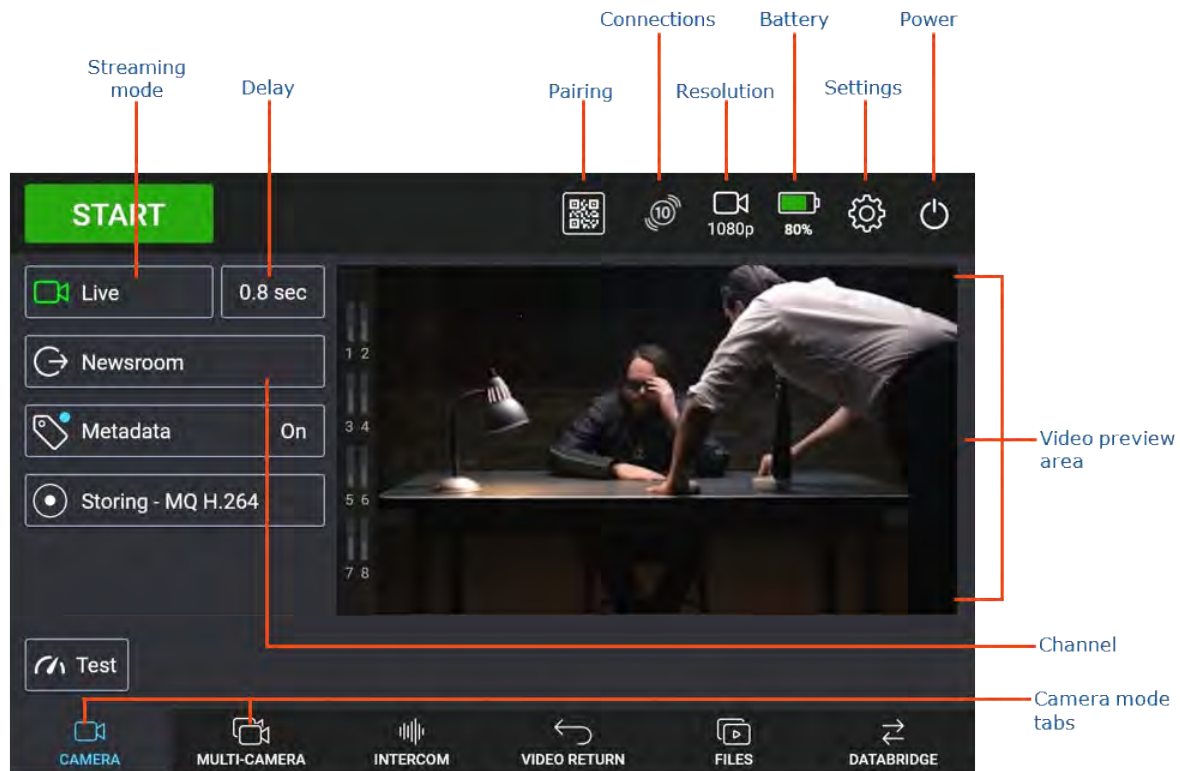 Connections Battery Power
Streaming
mode
Delay
Pairing Resolution Settings
START
10
1080p
80%
Live
0.8 sec
Newsroom
Metadata On
Storing - MQ H.264
1 2
3 4
5 6
7 8
Video preview
area
Channel
Test
Camera mode
tabs
CAMERA MULTI-CAMERA INTERCOM VIDEO RETURN FILES DATABRIDGE